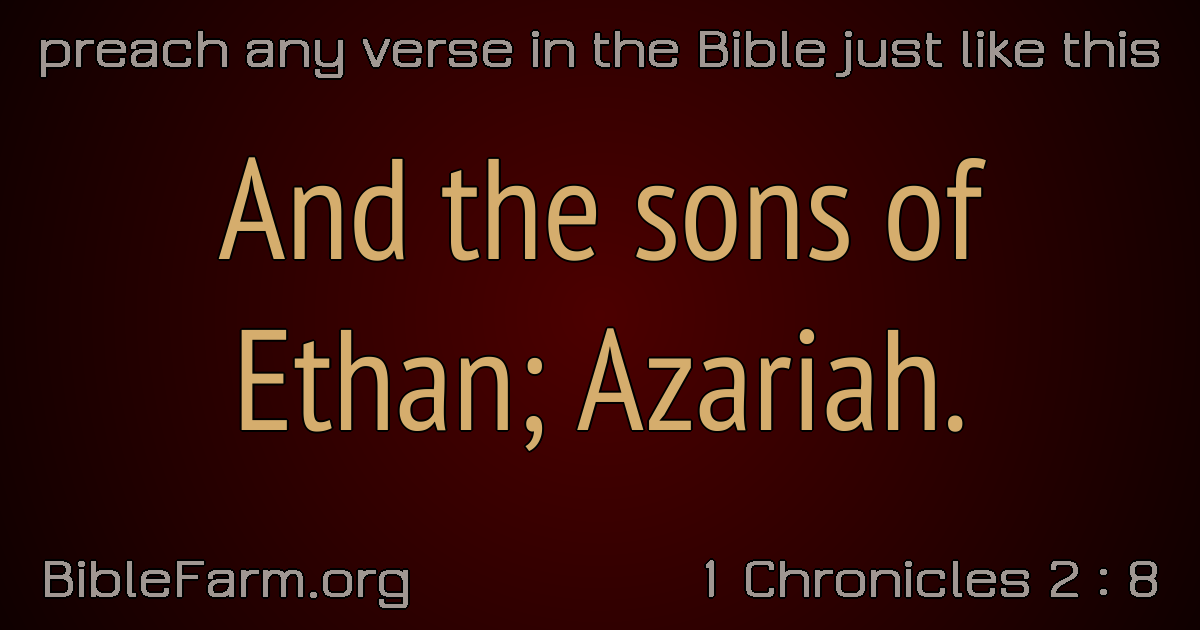 preach any verse in the Bible just like this
And the sons of
Ethan; Azariah.
BibleFarm.org
1 Chronicles 2 : 8